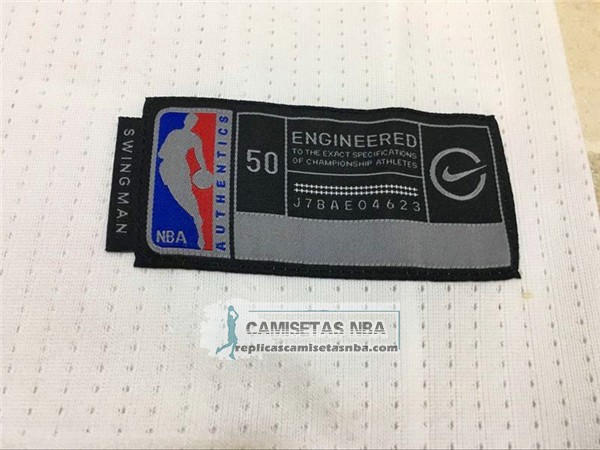 SWINGMAN
NBA
AUTHENTICS
50
ENGINEERED
TO THE EXACT SPECIFICATIONS
OF CHAMPIONSHIP ATHLETES
J7BAE04623
CAMISETAS NBA
replicascamisetasnba.com